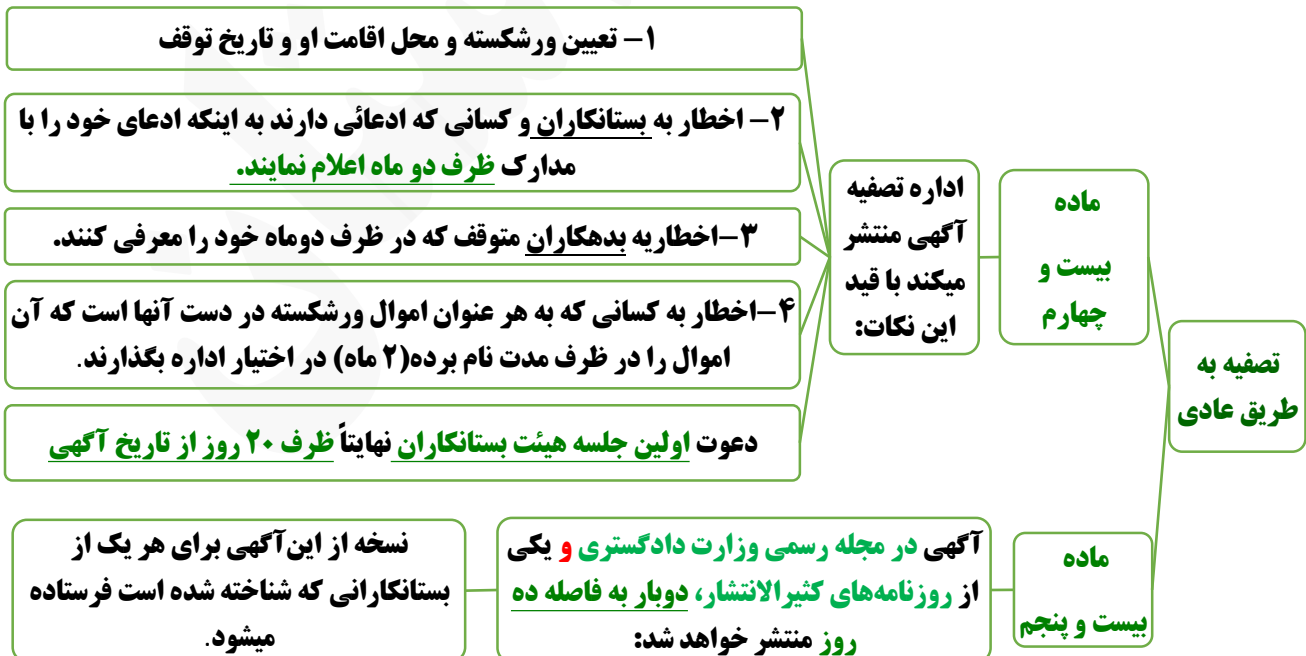 تصفیه به
طریق عادی
ماده
بیست و
چهارم
اداره تصفیه
آگهی منتشر
میکند با قید
این نکات:
۱- تعیین ورشکسته و محل اقامت او و تاریخ توقف
۲- اخطار به بستانکاران و کسانی که ادعائی دارند به اینکه ادعای خود را با
مدارک ظرف دو ماه اعلام نمایند.
۳-اخطاریه بدهکاران متوقف که در ظرف دوماه خود را معرفی کنند.
۴-اخطار به کسانی که به هر عنوان اموال ورشکسته در دست آنها است که آن
اموال را در ظرف مدت نام برده(۲ ماه) در اختیار اداره بگذارند.
دعوت اولین جلسه هیئت بستانکاران نهایتاً ظرف ۲۰ روز از تاریخ آگهی
ماده
بیست و پنجم
آگهی در مجله رسمی وزارت دادگستری و یکی
از روزنامه‌های کثیرالانتشار، دوبار به فاصله ده
روز منتشر خواهد شد:
نسخه از این‌آگهی برای هر یک از
بستانکارانی که شناخته شده است فرستاده
میشود.